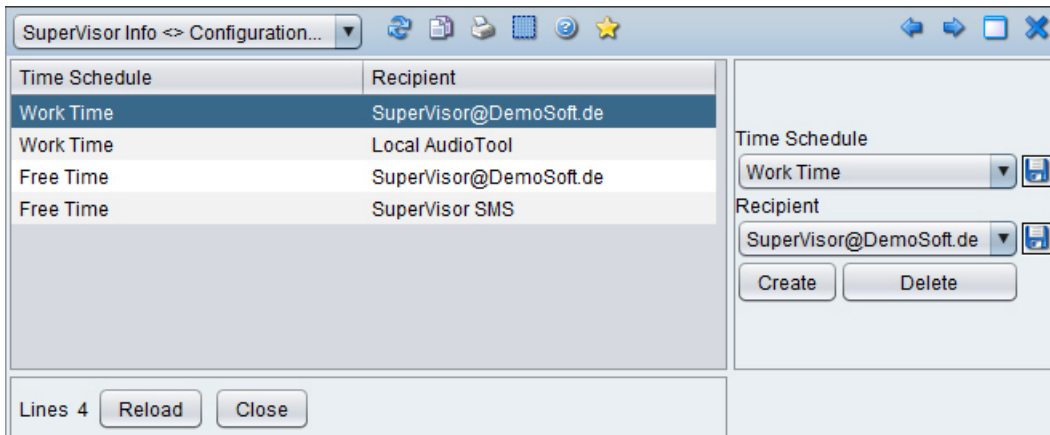 SuperVisor Info <> Configuration...
Time Schedule Recipient
Work Time SuperVisor@DemoSoft.de
Work Time Local AudioTool
Free Time SuperVisor@DemoSoft.de
Free Time SuperVisor SMS
Time Schedule
Work Time
Recipient
SuperVisor@DemoSoft.de
Create Delete
Lines 4 Reload Close